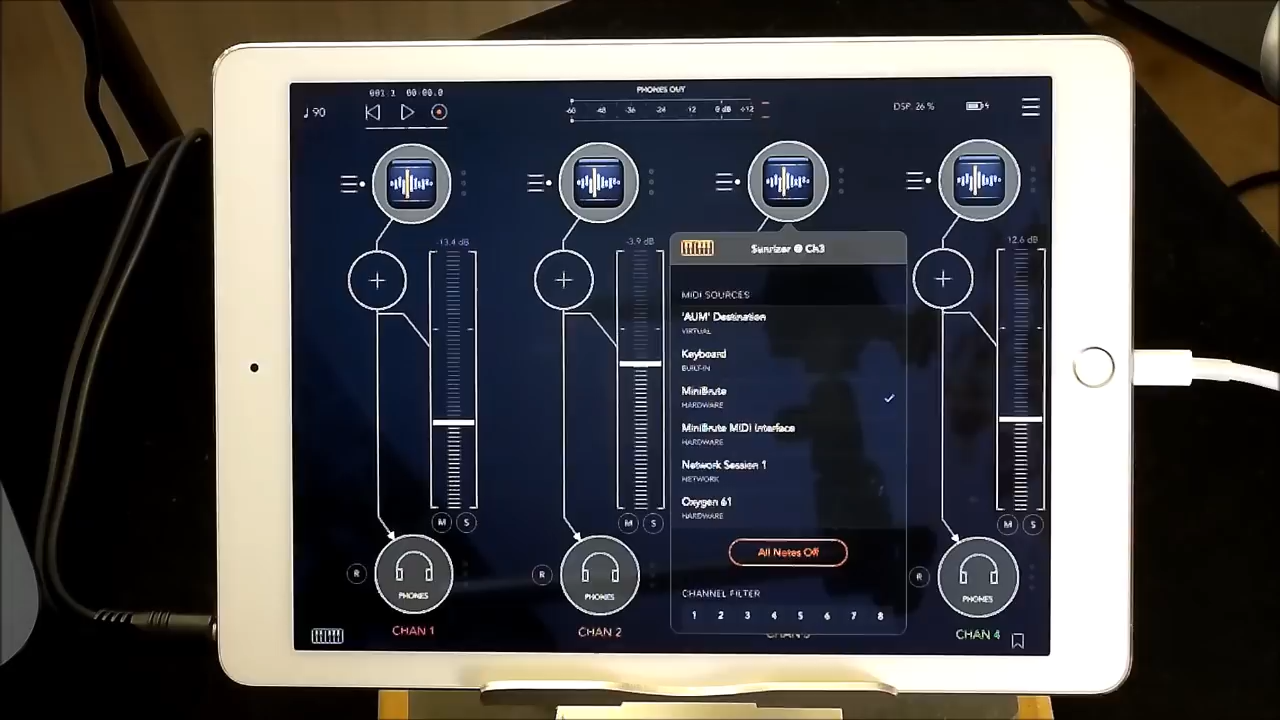 001:1 00:00.0
♩90
PHONES OUT
-60 -48 -36 -24 -12 0 dB +12
DSP: 26 %
-13.4 dB
-3.9 dB
12.6 dB
Sunrizer @ Ch3
MIDI SOURCES
'AUM' Destination
VIRTUAL
Keyboard
BUILT-IN
MiniBrute
HARDWARE
MiniBrute MIDI Interface
HARDWARE
Network Session 1
NETWORK
Oxygen 61
HARDWARE
All Notes Off
CHANNEL FILTER
1 2 3 4 5 6 7 8
M S
M S
M S
R PHONES
R PHONES
R PHONES
CHAN 1
CHAN 2
CHAN 3
CHAN 4